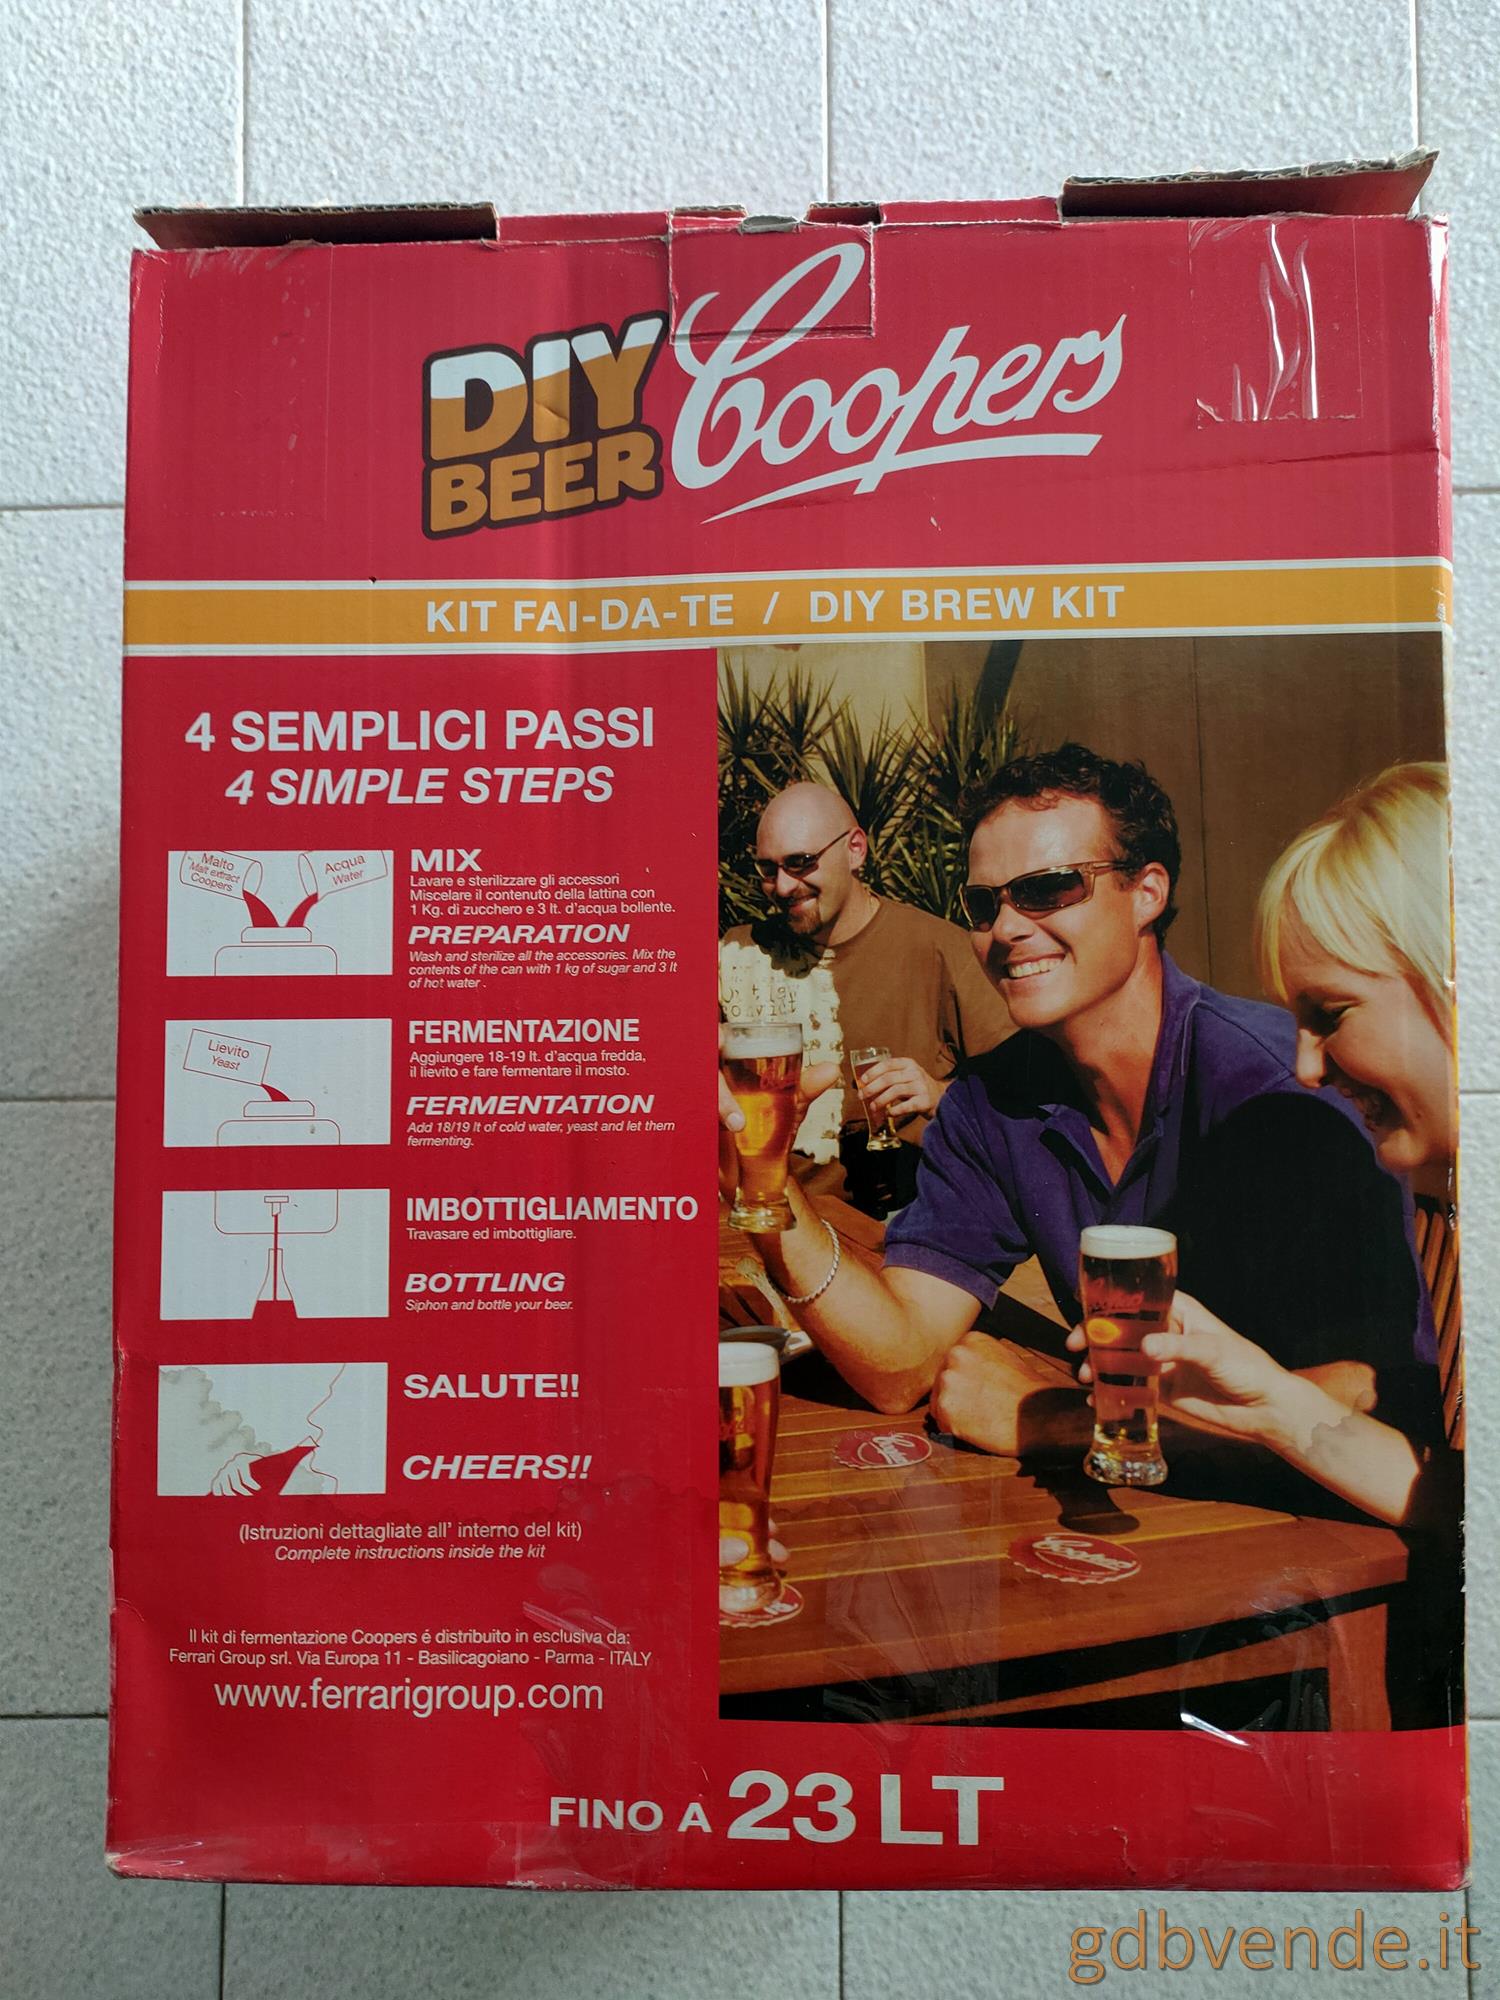 DIY
BEER
Coopers
KIT FAI-DA-TE / DIY BREW KIT
4 SEMPLICI PASSI
4 SIMPLE STEPS
Malto
Malt extract
Coopers
Acqua
Water
MIX
Lavare e sterilizzare gli accessori
Miscelare il contenuto della lattina con
1 Kg. di zucchero e 3 lt. d'acqua bollente.
PREPARATION
Wash and sterilize all the accessories. Mix the
contents of the can with 1 kg of sugar and 3 lt
of hot water .
Lievito
Yeast
FERMENTAZIONE
Aggiungere 18-19 lt. d'acqua fredda,
il lievito e fare fermentare il mosto.
FERMENTATION
Add 18/19 lt of cold water, yeast and let them
fermenting.
IMBOTTIGLIAMENTO
Travasare ed imbottigliare.
BOTTLING
Siphon and bottle your beer.
SALUTE!!
CHEERS!!
(Istruzioni dettagliate all' interno del kit)
Complete instructions inside the kit
Il kit di fermentazione Coopers é distribuito in esclusiva da:
Ferrari Group srl. Via Europa 11 - Basilicagoiano - Parma - ITALY
www.ferrarigroup.com
Coopers
Coopers
FINO A 23 LT
gdbvende.it